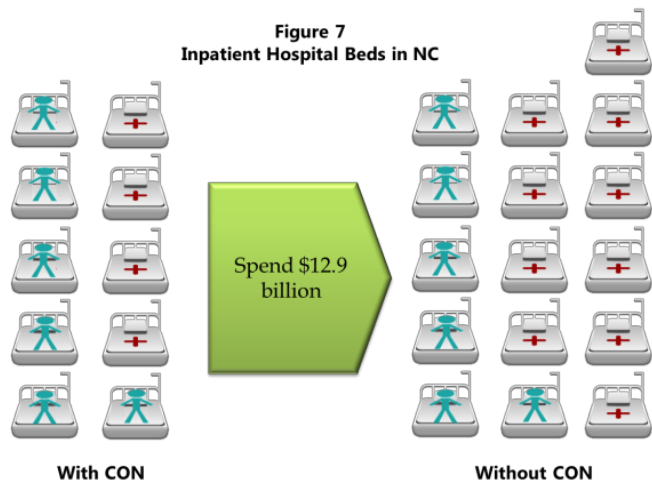 Figure 7
Inpatient Hospital Beds in NC
Spend $12.9
billion
With CON
Without CON